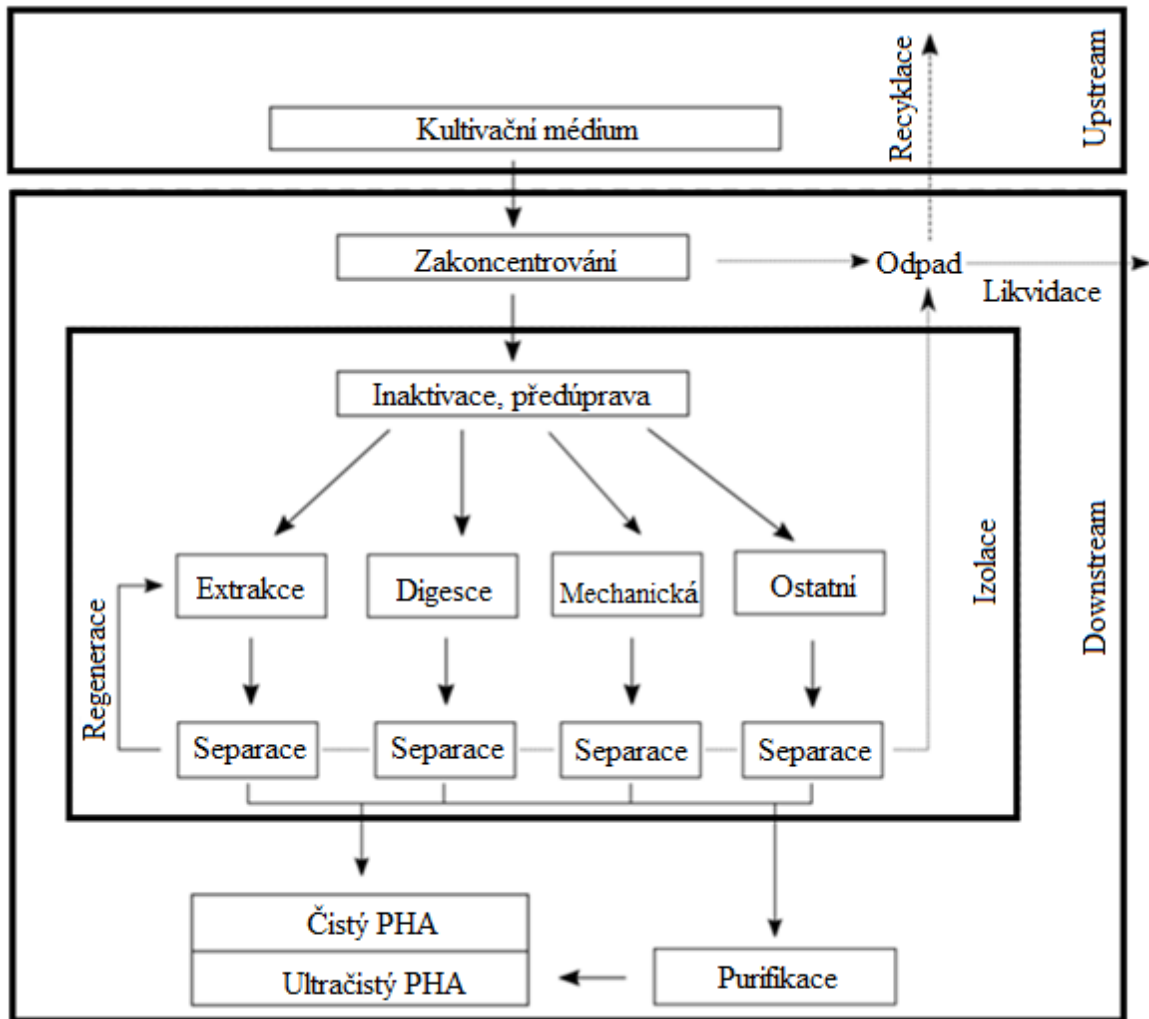 Kultivační médium
Recyklace
Upstream
Zakoncentrování
Odpad
Likvidace
Inaktivace, předúprava
Extrakce
Digesce
Mechanická
Ostatní
Izolace
Downstream
Regenerace
Separace
Separace
Separace
Separace
Čistý PHA
Ultračistý PHA
Purifikace